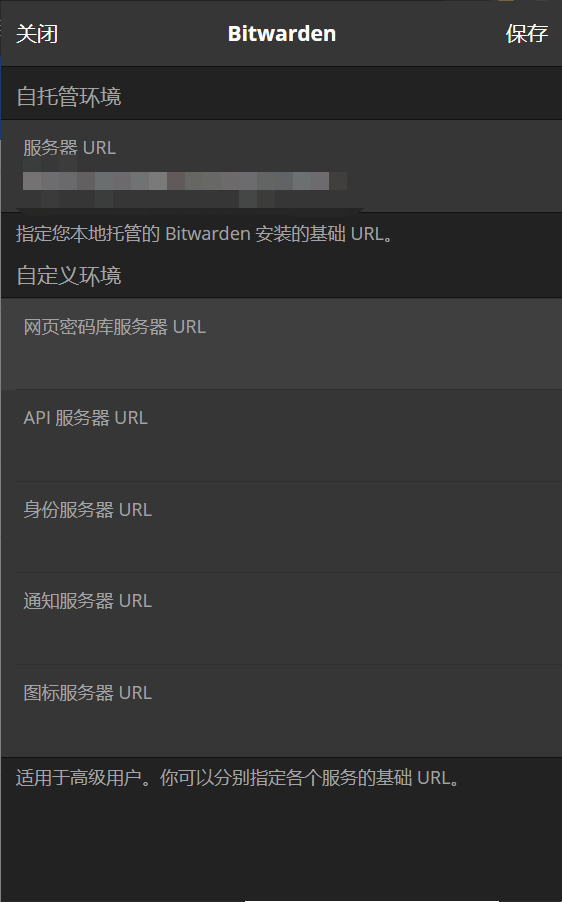 关闭
Bitwarden
保存
自托管环境
服务器 URL
指定您本地托管的 Bitwarden 安装的基础 URL。
自定义环境
网页密码库服务器 URL
API 服务器 URL
身份服务器 URL
通知服务器 URL
图标服务器 URL
适用于高级用户。你可以分别指定各个服务的基础 URL。